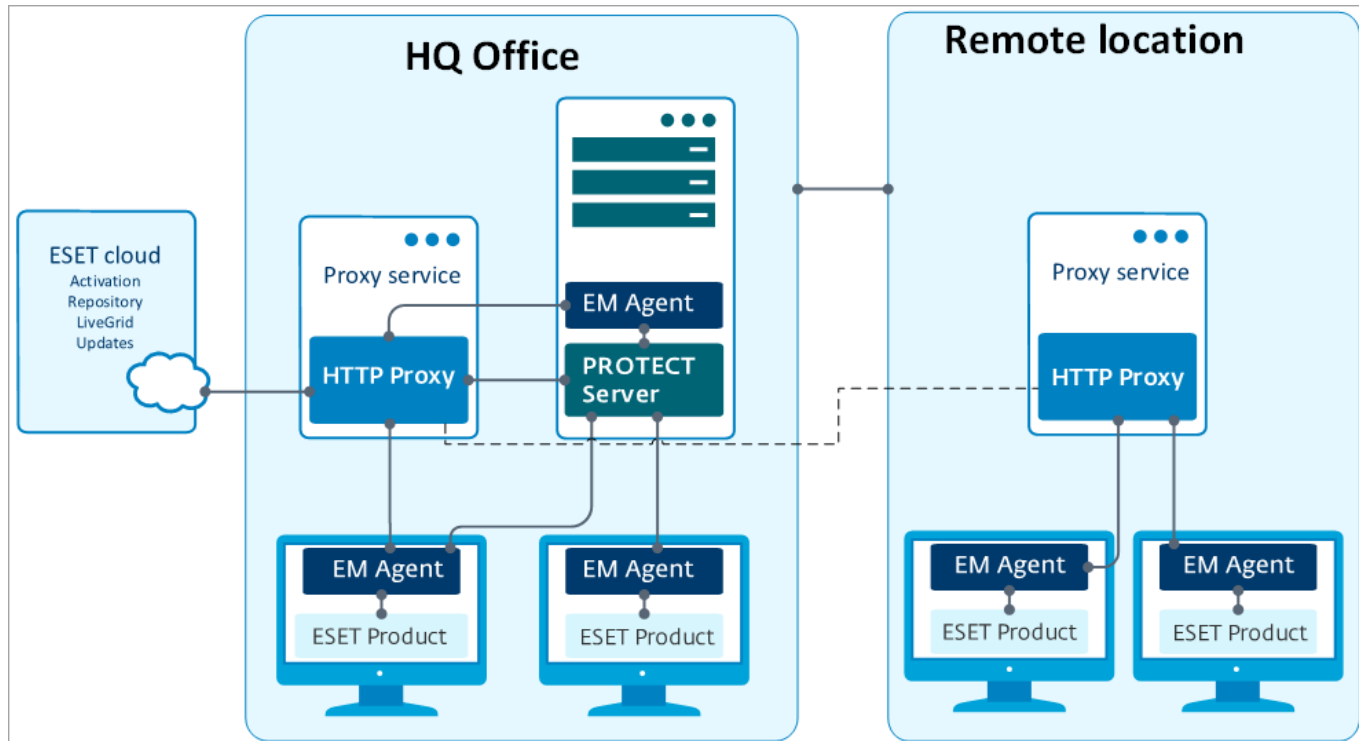 HQ Office
Remote location
ESET cloud
Activation
Repository
LiveGrid
Updates
Proxy service
HTTP Proxy
EM Agent
PROTECT
Server
Proxy service
HTTP Proxy
EM Agent
ESET Product
EM Agent
ESET Product
EM Agent
ESET Product
EM Agent
ESET Product